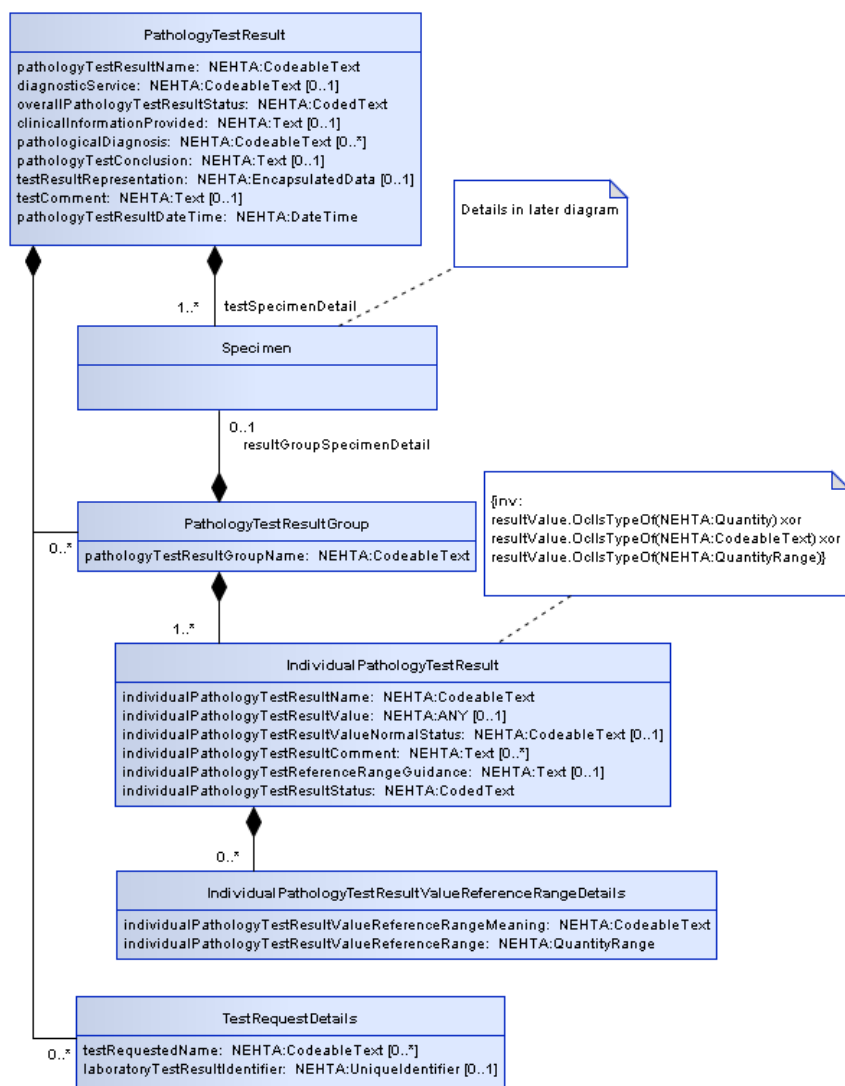 PathologyTestResult
pathologyTestResultName: NEHTA:CodeableText
diagnosticService: NEHTA:CodeableText [0..1]
overallPathologyTestResultStatus: NEHTA:CodedText
clinicalInformationProvided: NEHTA:Text [0..1]
pathologicalDiagnosis: NEHTA:CodeableText [0..*]
pathologyTestConclusion: NEHTA:Text [0..1]
testResultRepresentation: NEHTA:EncapsulatedData [0..1]
testComment: NEHTA:Text [0..1]
pathologyTestResultDateTime: NEHTA:DateTime
Details in later diagram
1..*
testSpecimenDetail
Specimen
0..1
resultGroupSpecimenDetail
{inv:
resultValue.OclIsTypeOf(NEHTA:Quantity) xor
resultValue.OclIsTypeOf(NEHTA:CodeableText) xor
resultValue.OclIsTypeOf(NEHTA:QuantityRange)}
PathologyTestResultGroup
0..*
pathologyTestResultGroupName: NEHTA:CodeableText
1..*
IndividualPathologyTestResult
individualPathologyTestResultName: NEHTA:CodeableText
individualPathologyTestResultValue: NEHTA:ANY [0..1]
individualPathologyTestResultValueNormalStatus: NEHTA:CodeableText [0..1]
individualPathologyTestResultComment: NEHTA:Text [0..*]
individualPathologyTestReferenceRangeGuidance: NEHTA:Text [0..1]
individualPathologyTestResultStatus: NEHTA:CodedText
0..*
IndividualPathologyTestResultValueReferenceRangeDetails
individualPathologyTestResultValueReferenceRangeMeaning: NEHTA:CodeableText
individualPathologyTestResultValueReferenceRange: NEHTA:QuantityRange
TestRequestDetails
0..*
testRequestedName: NEHTA:CodeableText [0..*]
laboratoryTestResultIdentifier: NEHTA:UniqueIdentifier [0..1]